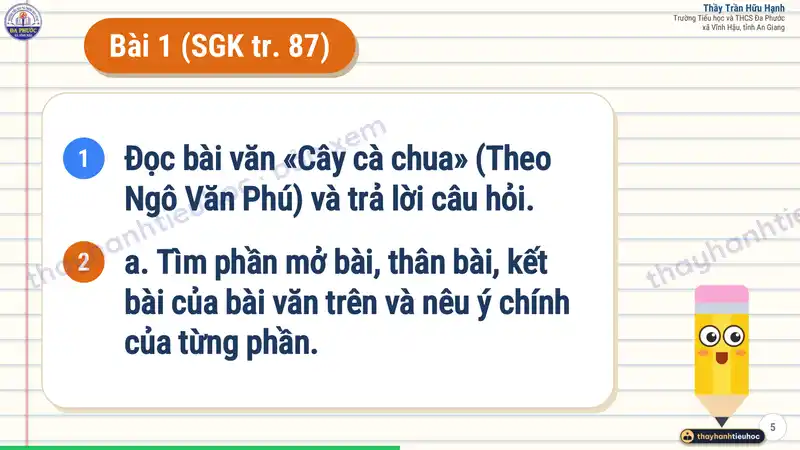 Thầy Trần Hữu Hạnh
Trường Tiểu học và THCS Đa Phước
xã Vĩnh Hậu, tỉnh An Giang
ĐA PHƯỚC
Bài 1 (SGK tr. 87)
1
Đọc bài văn «Cây cà chua» (Theo
Ngô Văn Phú) và trả lời câu hỏi.
2
a. Tìm phần mở bài, thân bài, kết
bài của bài văn trên và nêu ý chính
của từng phần.
thayhanhtieuhoc
5